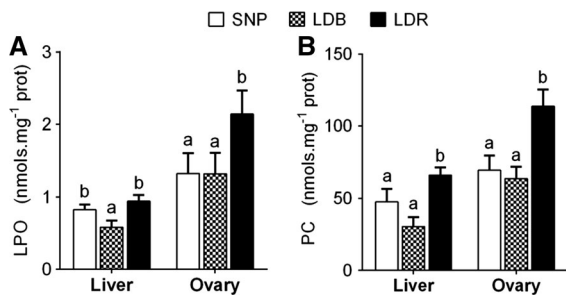 SNP LDB LDR
A
LPO (nmols.mg⁻¹ prot)
3
2
1
0
b
a
b
a
a
b
Liver Ovary
B
PC (nmols.mg⁻¹ prot)
150
100
50
0
a
a
b
a
a
b
Liver Ovary